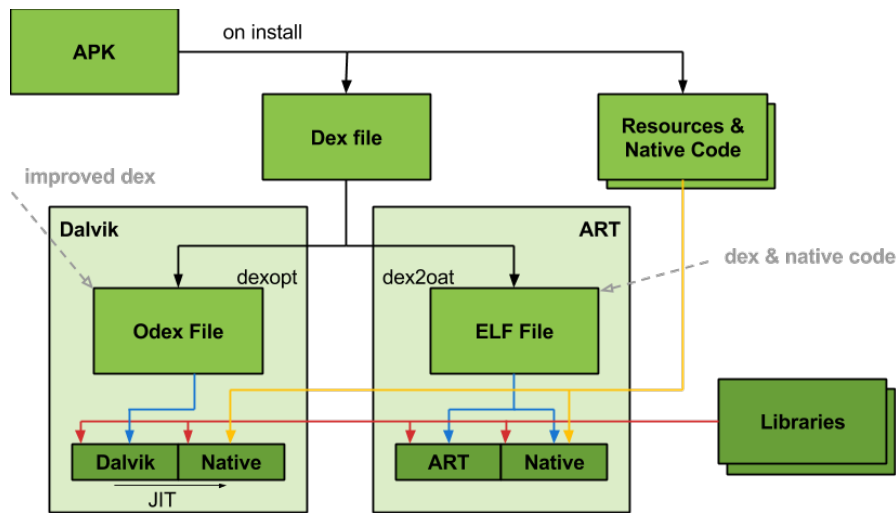 on install
APK
Dex file
Resources &
Native Code
improved dex
Dalvik
ART
dexopt
dex2oat
dex & native code
Odex File
ELF File
Libraries
Dalvik
Native
ART
Native
JIT